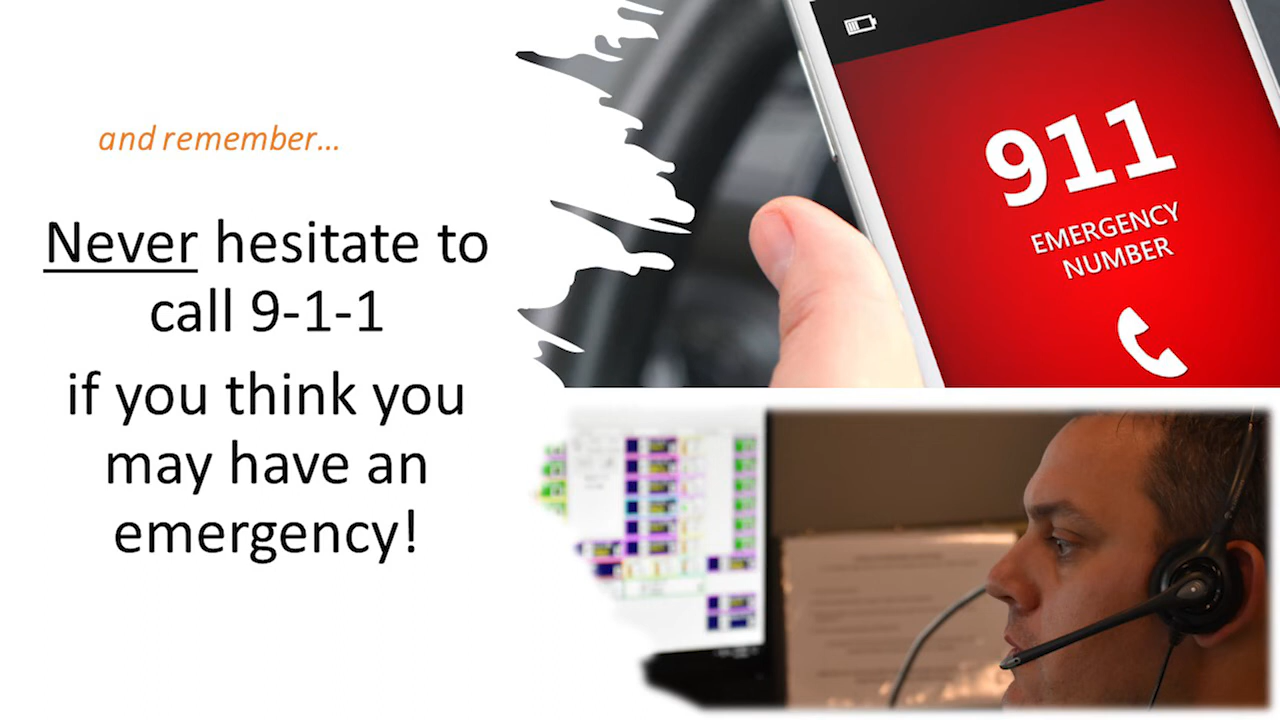 and remember...
Never hesitate to
call 9-1-1
if you think you
may have an
emergency!
911
EMERGENCY
NUMBER